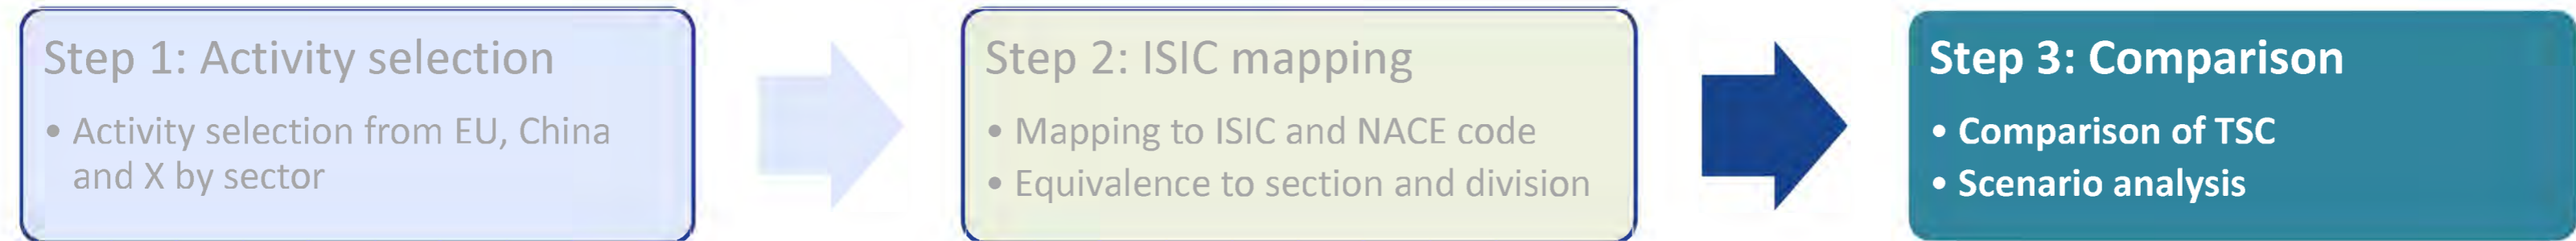 Step 1: Activity selection
• Activity selection from EU, China
and X by sector
Step 2: ISIC mapping
• Mapping to ISIC and NACE code
• Equivalence to section and division
Step 3: Comparison
• Comparison of TSC
• Scenario analysis